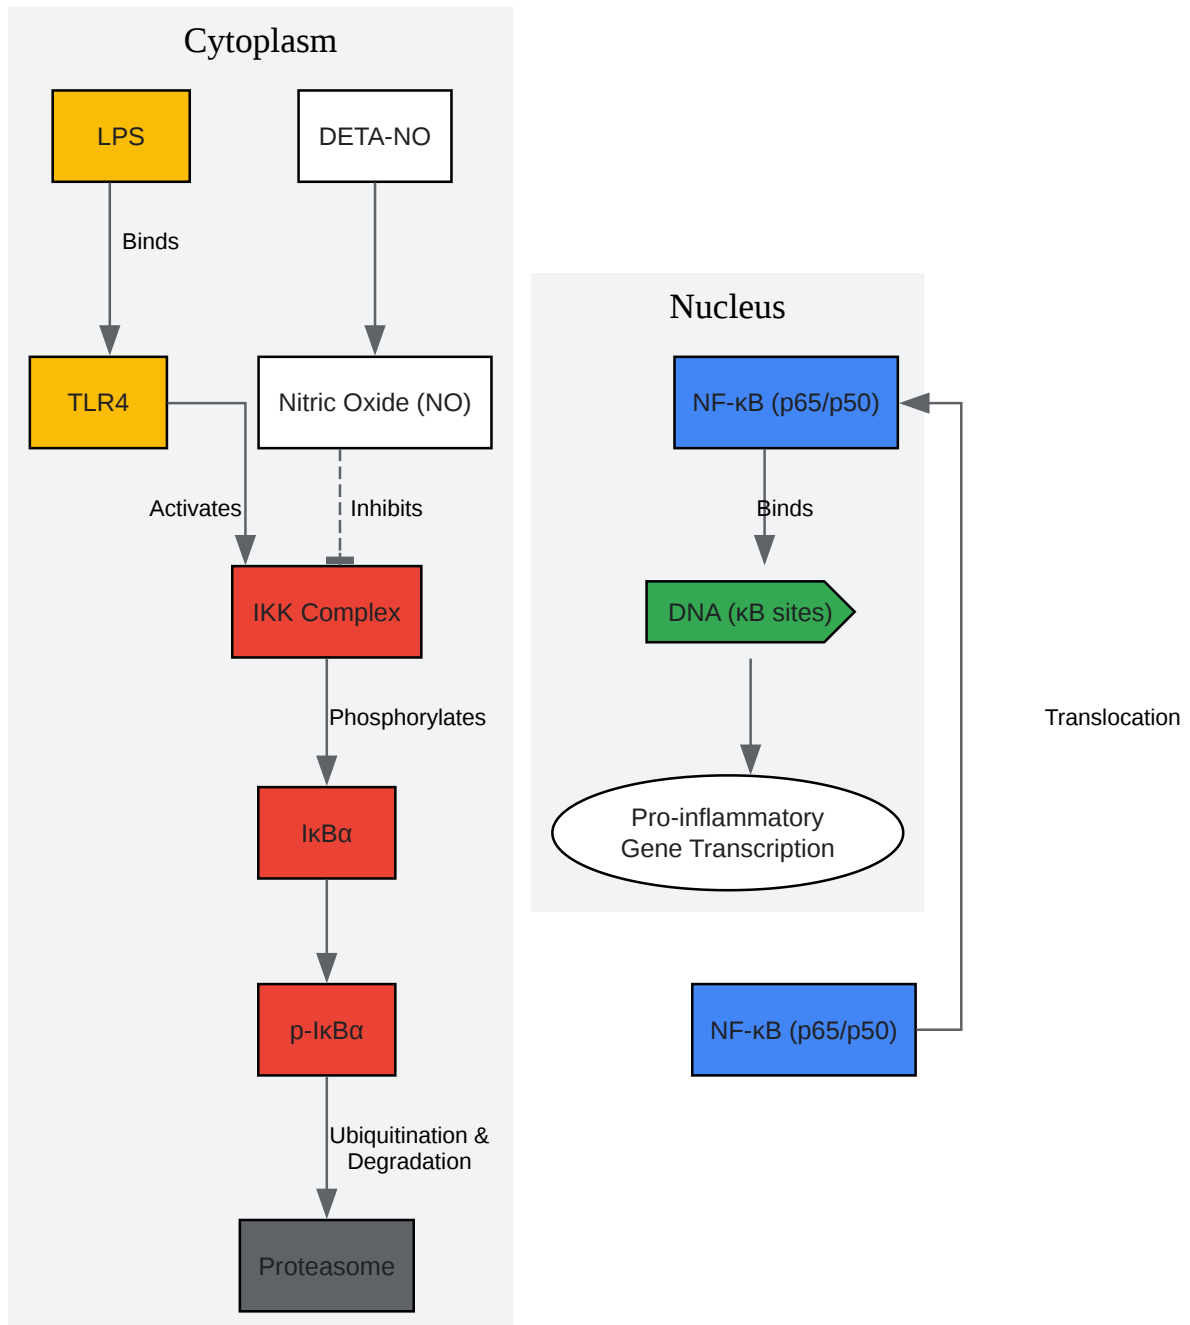 Cytoplasm
LPS
DETA-NO
Binds
TLR4
Nitric Oxide (NO)
Activates
Inhibits
IKK Complex
Phosphorylates
IκBα
p-IκBα
Ubiquitination &
Degradation
Proteasome
Nucleus
NF-κB (p65/p50)
Binds
DNA (κB sites)
Pro-inflammatory
Gene Transcription
Translocation
NF-κB (p65/p50)